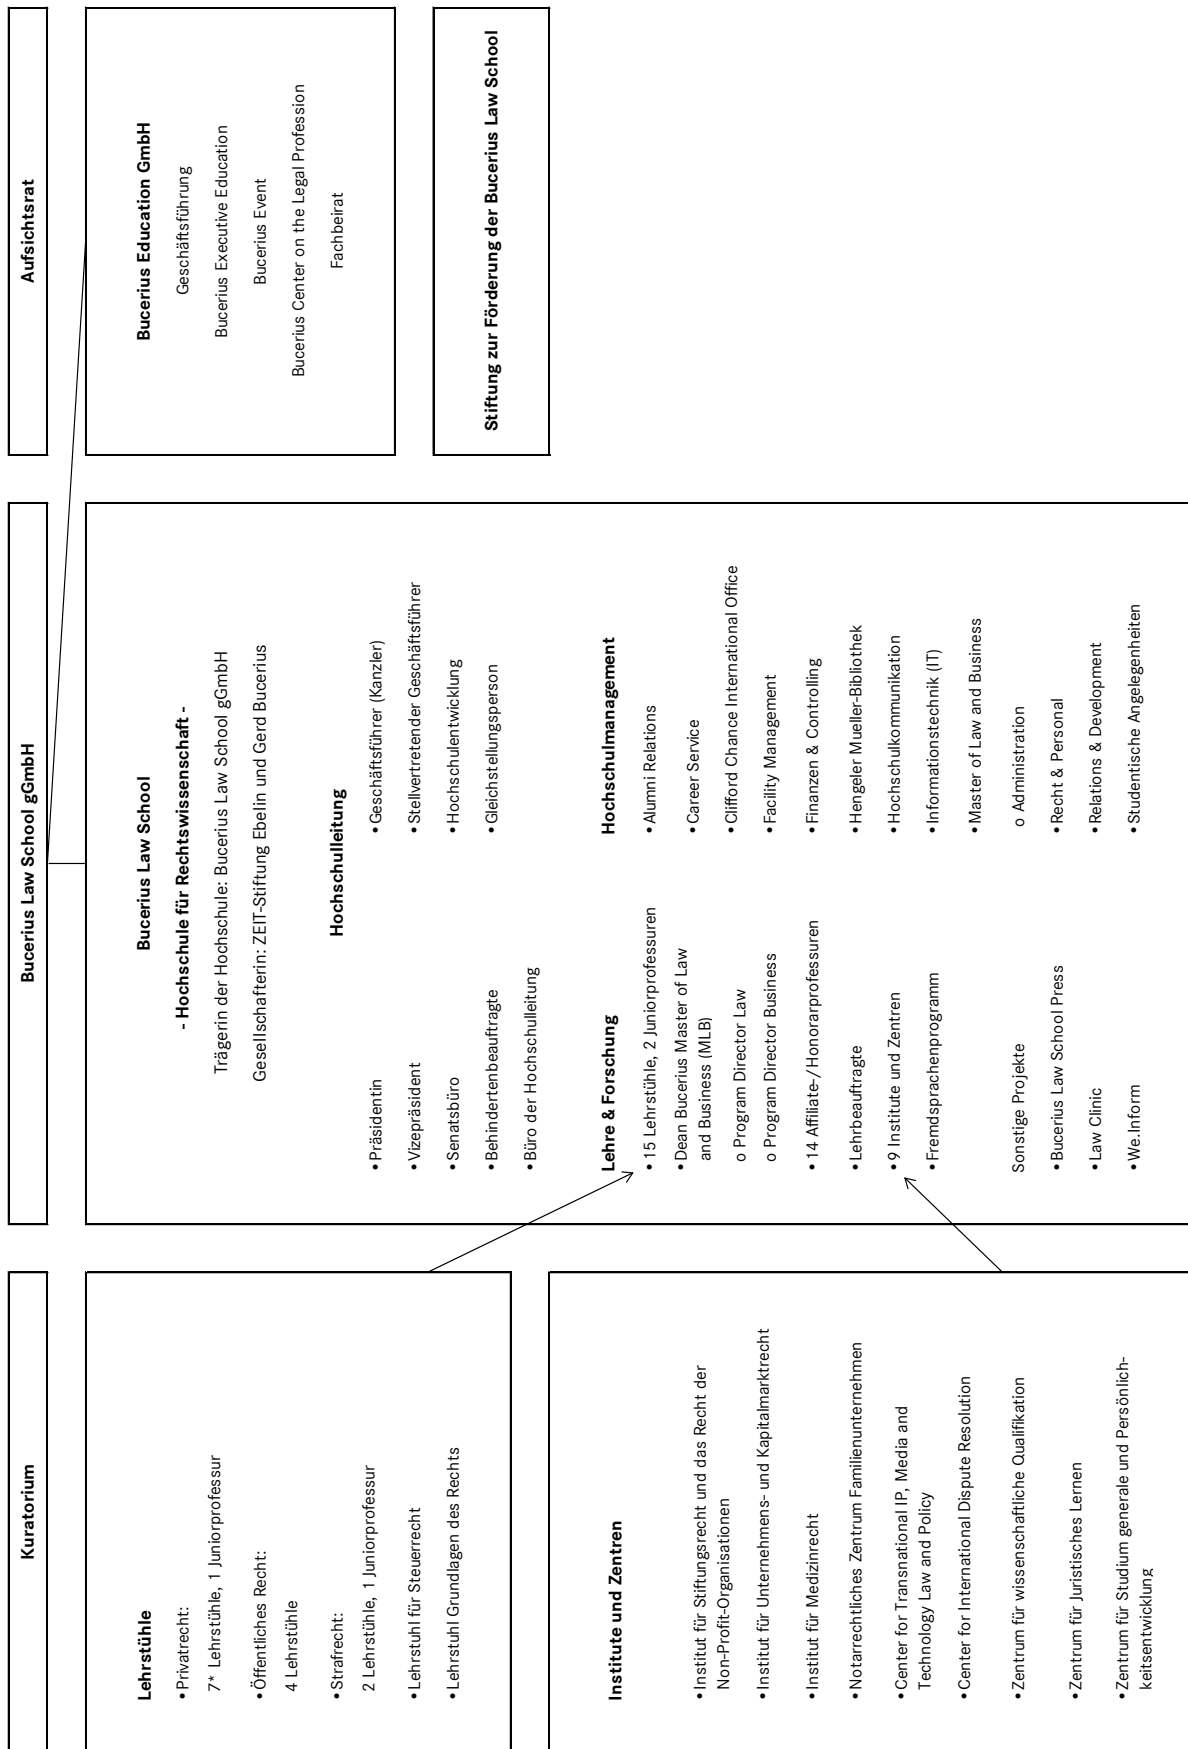 Kuratorium
Bucerius Law School gGmbH
Aufsichtsrat
Lehrstühle
• Privatrecht:
7* Lehrstühle, 1 Juniorprofessur
• Öffentliches Recht:
4 Lehrstühle
• Strafrecht:
2 Lehrstühle, 1 Juniorprofessur
• Lehrstuhl für Steuerrecht
• Lehrstuhl Grundlagen des Rechts
Institute und Zentren
• Institut für Stiftungsrecht und das Recht der
Non-Profit-Organisationen
• Institut für Unternehmens- und Kapitalmarktrecht
• Institut für Medizinrecht
• Notarrechtliches Zentrum Familienunternehmen
• Center for Transnational IP, Media and
Technology Law and Policy
• Center for International Dispute Resolution
• Zentrum für wissenschaftliche Qualifikation
• Zentrum für Juristisches Lernen
• Zentrum für Studium generale und Persönlich-
keitsentwicklung
Bucerius Law School
- Hochschule für Rechtswissenschaft -
Trägerin der Hochschule: Bucerius Law School gGmbH
Gesellschafterin: ZEIT-Stiftung Ebelin und Gerd Bucerius
Hochschulleitung
• Präsidentin
• Vizepräsident
• Senatsbüro
• Behindertenbeauftragte
• Büro der Hochschulleitung
• Geschäftsführer (Kanzler)
• Stellvertretender Geschäftsführer
• Hochschulentwicklung
• Gleichstellungsperson
Lehre & Forschung
• 15 Lehrstühle, 2 Juniorprofessuren
• Dean Bucerius Master of Law
and Business (MLB)
o Program Director Law
o Program Director Business
• 14 Affiliate-/Honorarprofessuren
• Lehrbeauftragte
• 9 Institute und Zentren
• Fremdsprachenprogramm
Sonstige Projekte
• Bucerius Law School Press
• Law Clinic
• We.Inform
Hochschulmanagement
• Alumni Relations
• Career Service
• Clifford Chance International Office
• Facility Management
• Finanzen & Controlling
• Hengeler Mueller-Bibliothek
• Hochschulkommunikation
• Informationstechnik (IT)
• Master of Law and Business
o Administration
• Recht & Personal
• Relations & Development
• Studentische Angelegenheiten
Bucerius Education GmbH
Geschäftsführung
Bucerius Executive Education
Bucerius Event
Bucerius Center on the Legal Profession
Fachbeirat
Stiftung zur Förderung der Bucerius Law School